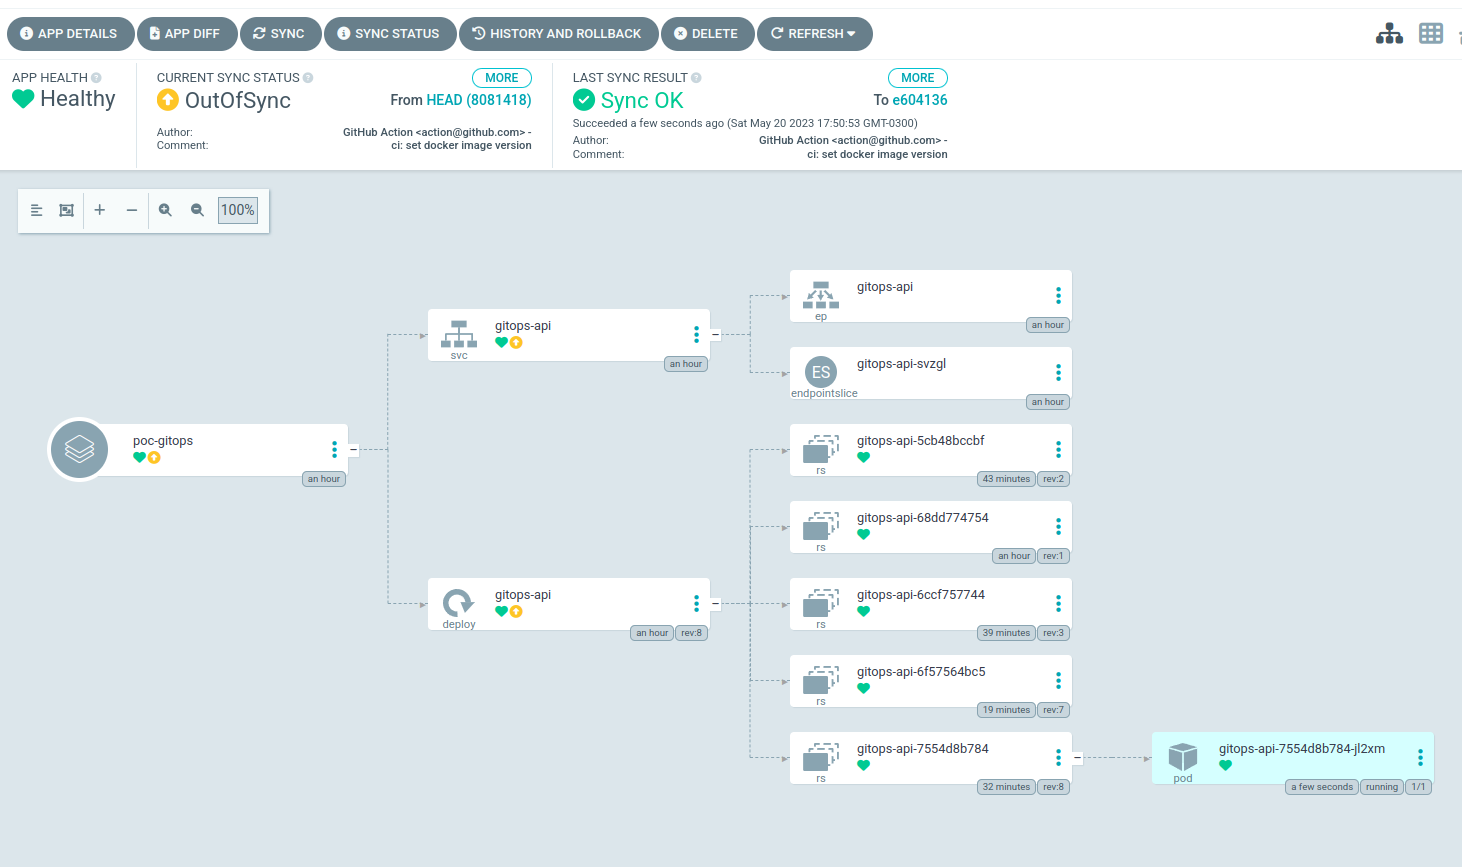 APP DETAILS APP DIFF SYNC SYNC STATUS HISTORY AND ROLLBACK DELETE REFRESH
APP HEALTH
Healthy
CURRENT SYNC STATUS MORE
OutOfSync From HEAD (8081418)
Author: GitHub Action <action@github.com> -
Comment: ci: set docker image version
LAST SYNC RESULT MORE
Sync OK To e604136
Succeeded a few seconds ago (Sat May 20 2023 17:50:53 GMT-0300)
Author: GitHub Action <action@github.com> -
Comment: ci: set docker image version
100%
poc-gitops
an hour
gitops-api
svc
an hour
gitops-api
deploy
an hour rev:8
gitops-api
ep
an hour
ES
gitops-api-svzgl
endpointslice
an hour
gitops-api-5cb48bccbf
rs
43 minutes rev:2
gitops-api-68dd774754
rs
an hour rev:1
gitops-api-6ccf757744
rs
39 minutes rev:3
gitops-api-6f57564bc5
rs
19 minutes rev:7
gitops-api-7554d8b784
rs
32 minutes rev:8
gitops-api-7554d8b784-jl2xm
pod
a few seconds running 1/1